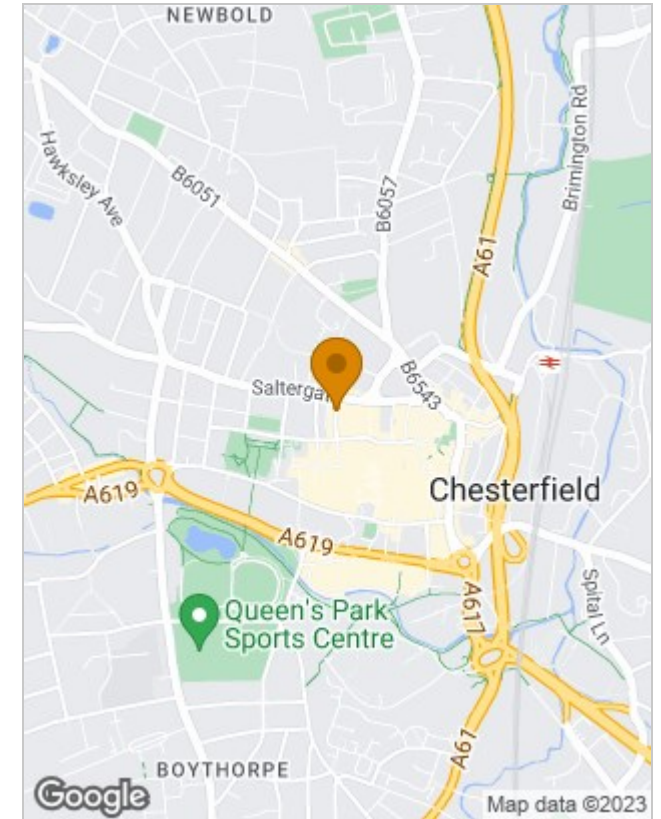 NEWBOLD
Hawksley Ave
B6051
B6057
A61
Brimington Rd
B6543
Chesterfield
A619
A619
Queen's Park
Sports Centre
A617
Spital Ln
BOYTHORPE
A61
Google
Map data ©2023